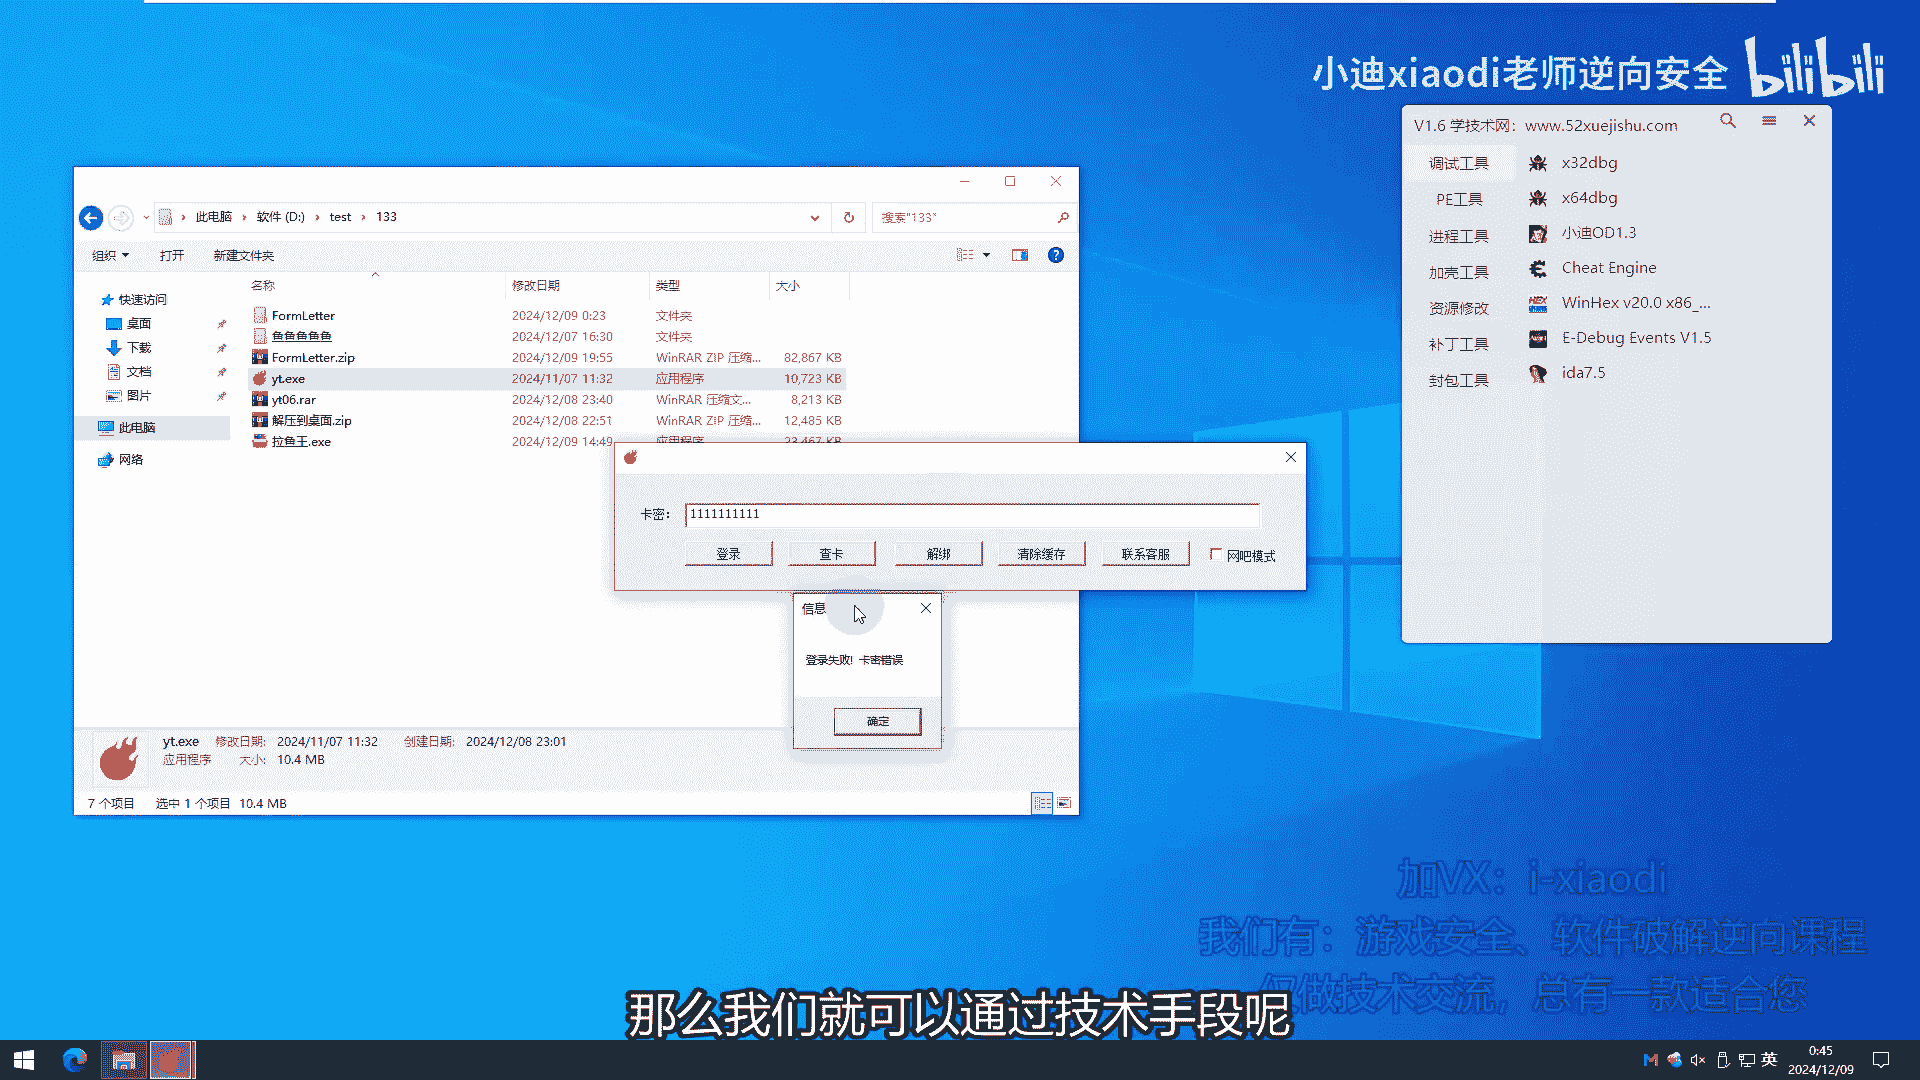 小迪xiaodi老师逆向安全 bilibili
V1.6 学技术网：www.52xuejishu.com
调试工具
PE工具
进程工具
加壳工具
资源修改
补丁工具
封包工具
x32dbg
x64dbg
小迪OD1.3
Cheat Engine
WinHex v20.0 x86_...
E-Debug Events V1.5
ida7.5
此电脑 › 软件 (D:) › test › 133
搜索"133"
组织 打开 新建文件夹
名称 修改日期 类型 大小
快速访问
桌面
下载
文档
图片
此电脑
网络
FormLetter 2024/12/09 0:23 文件夹
鱼鱼鱼鱼鱼 2024/12/07 16:30 文件夹
FormLetter.zip 2024/12/09 19:55 WinRAR ZIP 压缩... 82,867 KB
yt.exe 2024/11/07 11:32 应用程序 10,723 KB
yt06.rar 2024/12/08 23:40 WinRAR 压缩文... 8,213 KB
解压到桌面.zip 2024/12/08 22:51 WinRAR ZIP 压缩... 12,485 KB
拉鱼王.exe 2024/12/09 14:49 应用程序 23,467 KB
卡密： 1111111111
登录 查卡 解绑 清除缓存 联系客服 网吧模式
信息
登录失败! 卡密错误
确定
yt.exe 修改日期: 2024/11/07 11:32 创建日期: 2024/12/08 23:01
应用程序 大小: 10.4 MB
7 个项目 选中 1 个项目 10.4 MB
加VX：i-xiaodi
我们有：游戏安全、软件破解逆向课程
仅做技术交流，总有一款适合您
那么我们就可以通过技术手段呢
英
0:45
2024/12/09